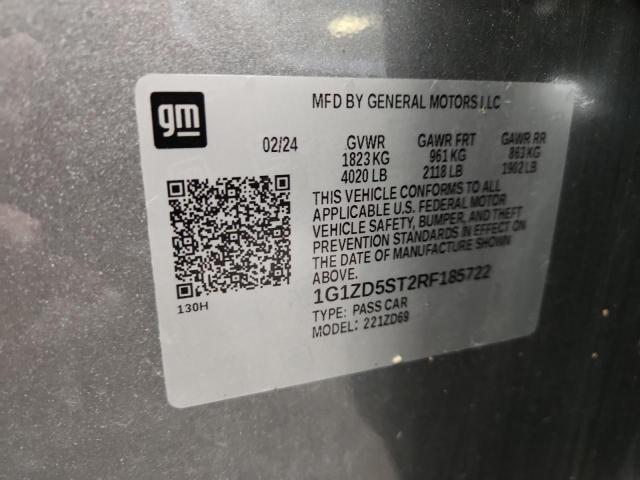 gm
MFD BY GENERAL MOTORS LLC
02/24 GVWR GAWR FRT GAWR RR
1823 KG 961 KG 863 KG
4020 LB 2118 LB 1902 LB
THIS VEHICLE CONFORMS TO ALL
APPLICABLE U.S. FEDERAL MOTOR
VEHICLE SAFETY, BUMPER, AND THEFT
PREVENTION STANDARDS IN EFFECT ON
THE DATE OF MANUFACTURE SHOWN
ABOVE.
1G1ZD5ST2RF185722
130H
TYPE: PASS CAR
MODEL: 221ZD69